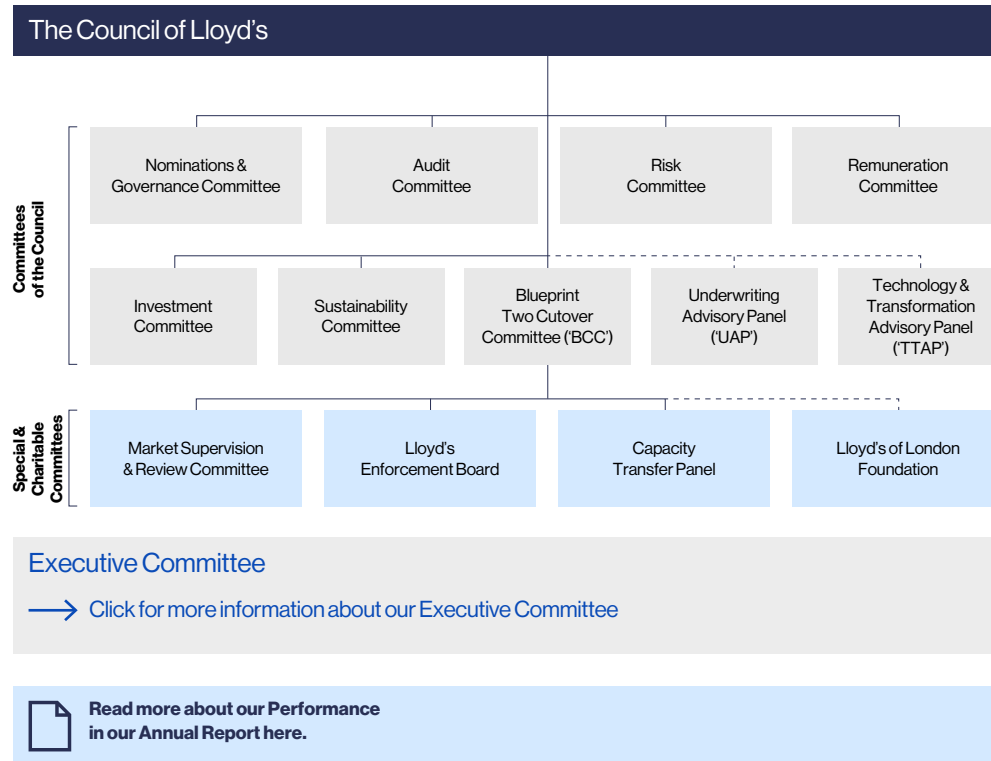 The Council of Lloyd’s
Committees
of the Council
Nominations &
Governance Committee
Audit
Committee
Risk
Committee
Remuneration
Committee
Investment
Committee
Sustainability
Committee
Blueprint
Two Cutover
Committee (‘BCC’)
Underwriting
Advisory Panel
(‘UAP’)
Technology &
Transformation
Advisory Panel
(‘TTAP’)
Special &
Charitable
Committees
Market Supervision
& Review Committee
Lloyd’s
Enforcement Board
Capacity
Transfer Panel
Lloyd’s of London
Foundation
Executive Committee
Click for more information about our Executive Committee
Read more about our Performance
in our Annual Report here.